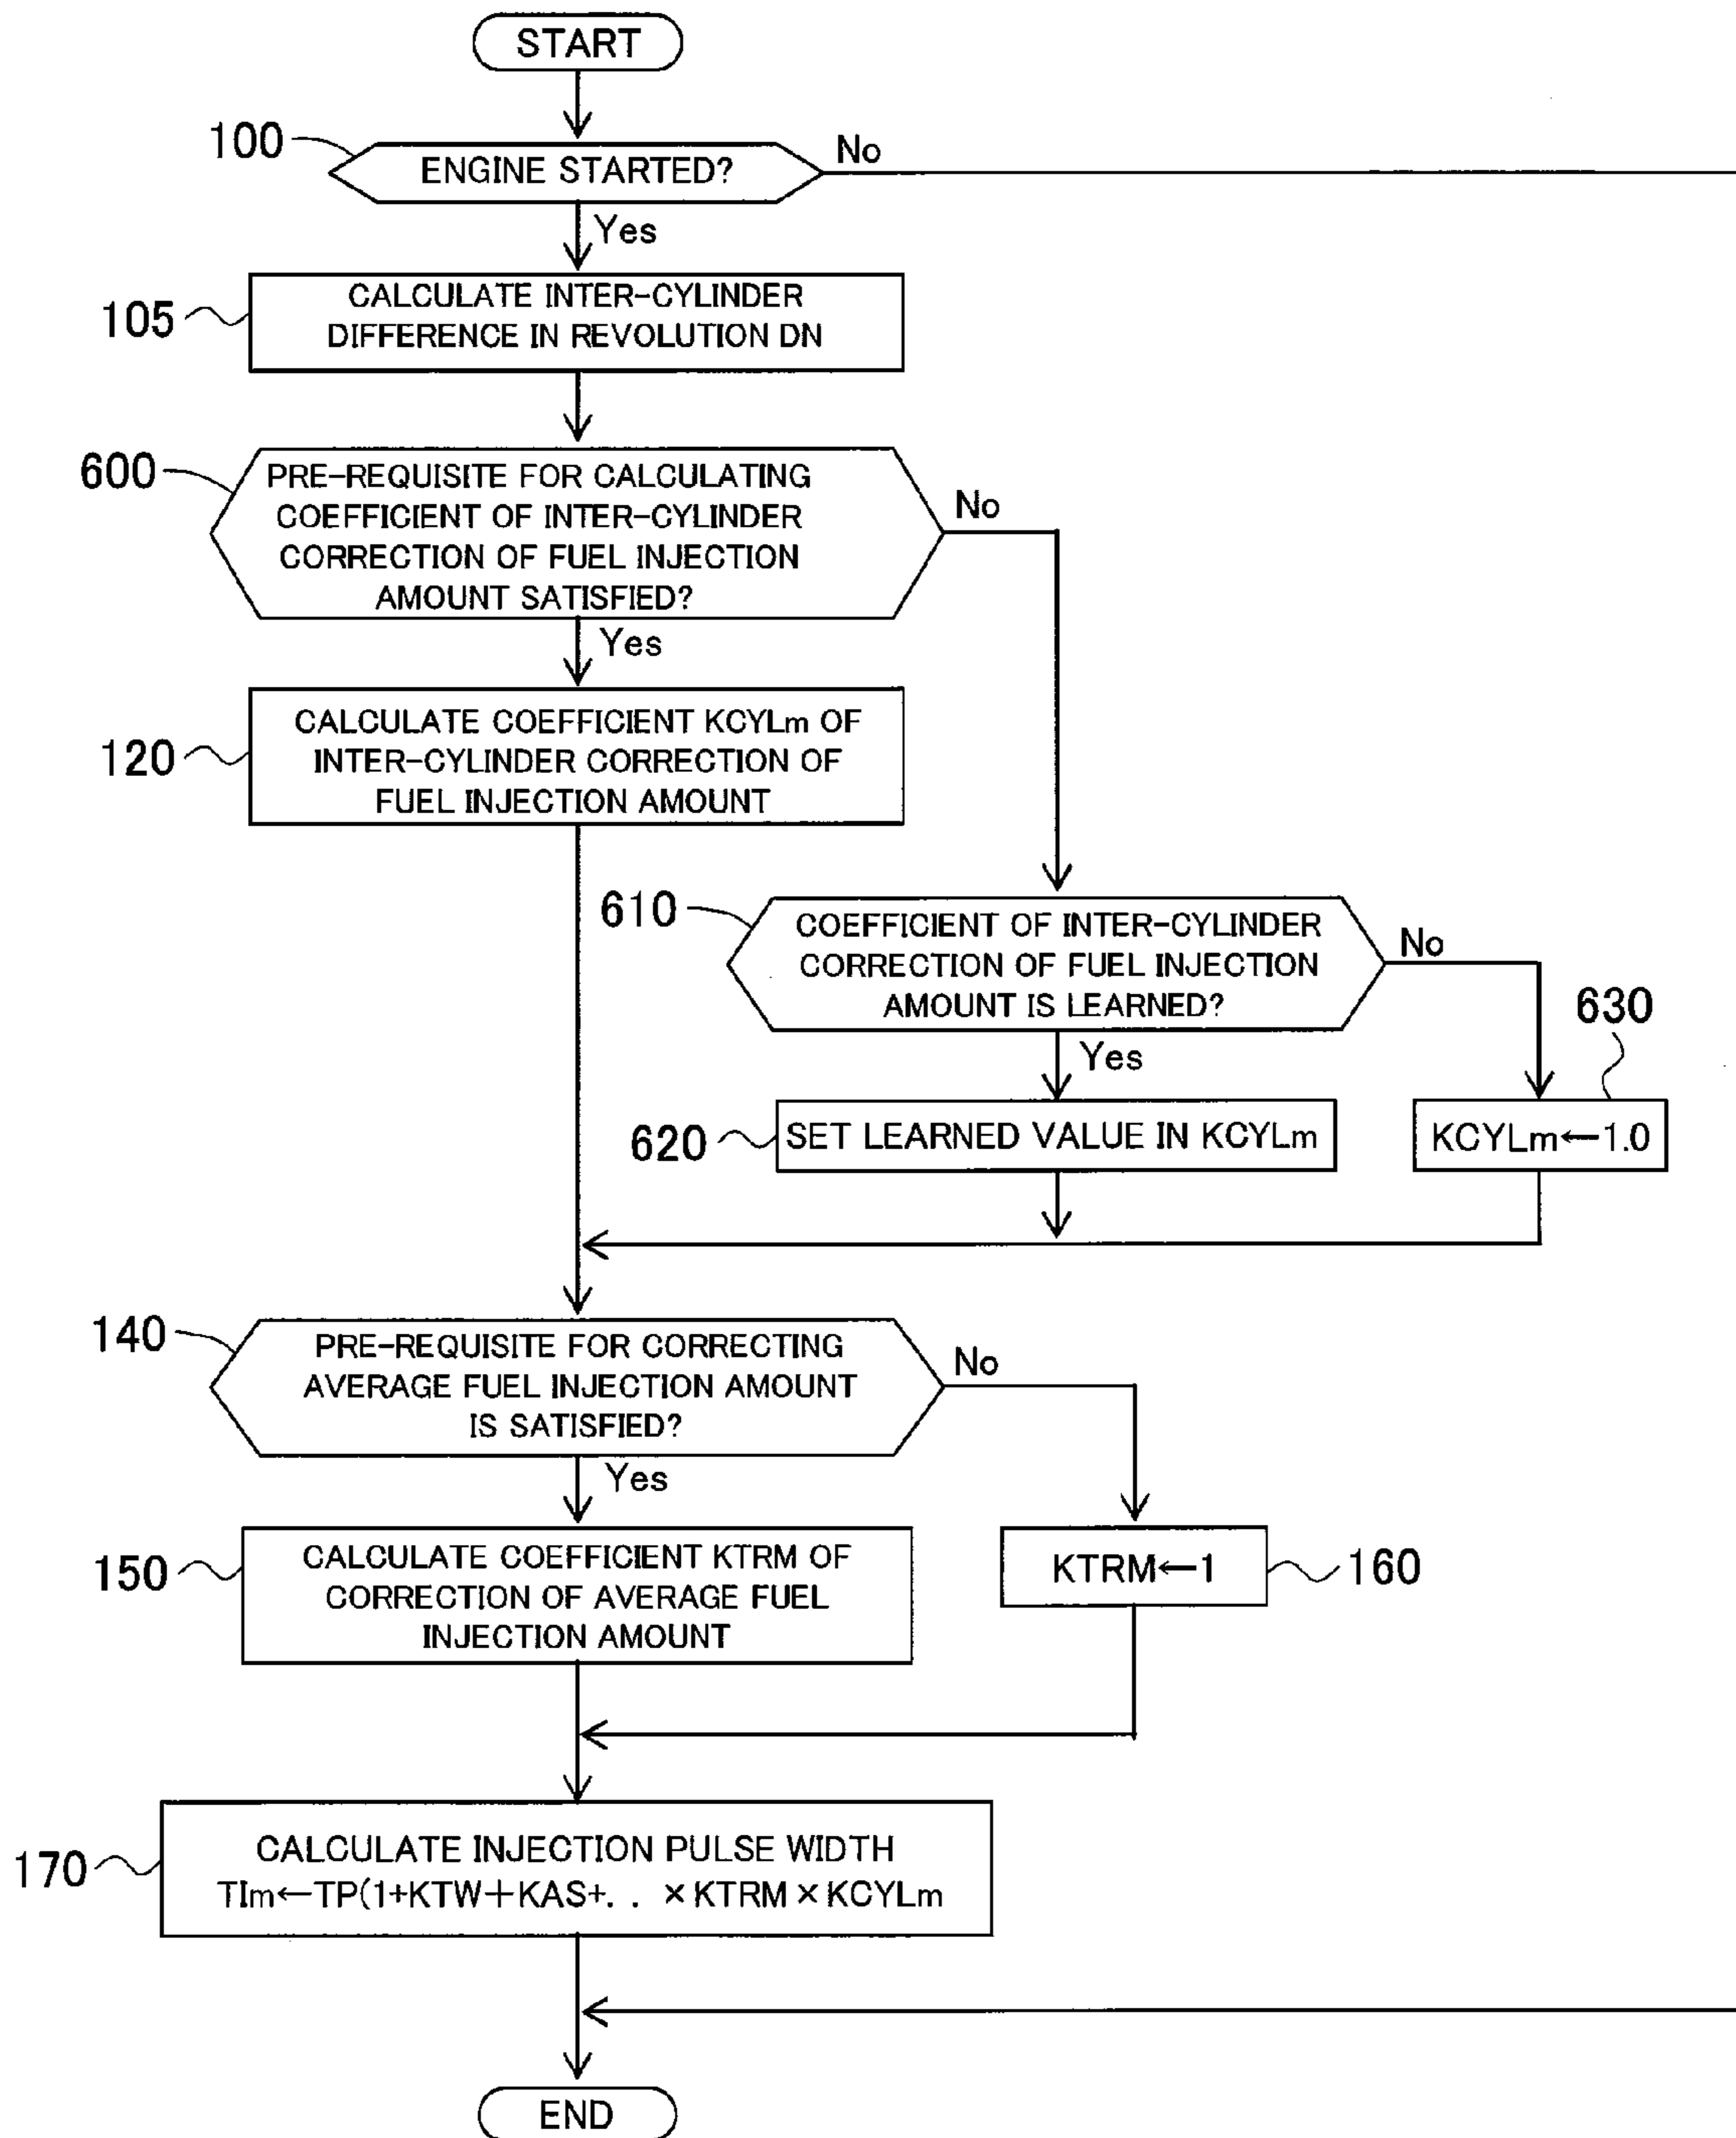 START
100
ENGINE STARTED?
No
Yes
105
CALCULATE INTER-CYLINDER
DIFFERENCE IN REVOLUTION DN
600
PRE-REQUISITE FOR CALCULATING
COEFFICIENT OF INTER-CYLINDER
CORRECTION OF FUEL INJECTION
AMOUNT SATISFIED?
No
Yes
120
CALCULATE COEFFICIENT KCYLm OF
INTER-CYLINDER CORRECTION OF
FUEL INJECTION AMOUNT
610
COEFFICIENT OF INTER-CYLINDER
CORRECTION OF FUEL INJECTION
AMOUNT IS LEARNED?
No
Yes
630
620
SET LEARNED VALUE IN KCYLm
KCYLm←1.0
140
PRE-REQUISITE FOR CORRECTING
AVERAGE FUEL INJECTION AMOUNT
IS SATISFIED?
No
Yes
150
CALCULATE COEFFICIENT KTRM OF
CORRECTION OF AVERAGE FUEL
INJECTION AMOUNT
KTRM←1
160
170
CALCULATE INJECTION PULSE WIDTH
TIm←TP(1+KTW+KAS+. . ×KTRM×KCYLm
END